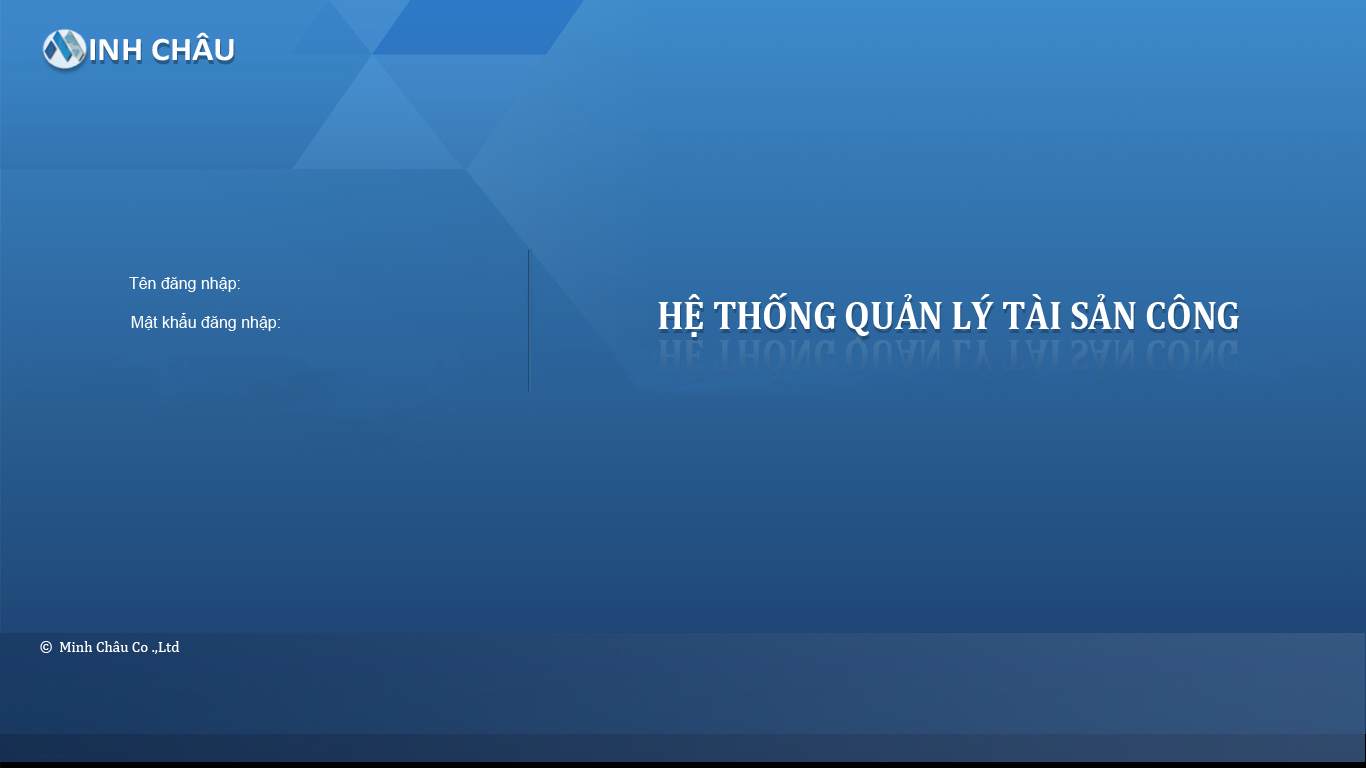 INH CHÂU
Tên đăng nhập:
Mật khẩu đăng nhập:
HỆ THỐNG QUẢN LÝ TÀI SẢN CÔNG
© Minh Châu Co .,Ltd